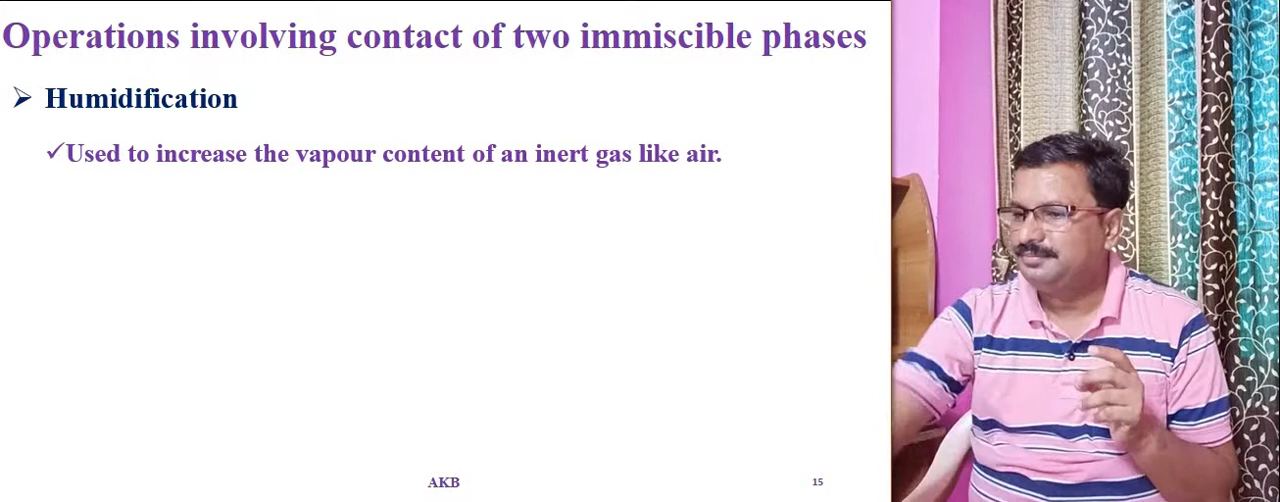 Operations involving contact of two immiscible phases
➢ Humidification
✓Used to increase the vapour content of an inert gas like air.
AKB
15